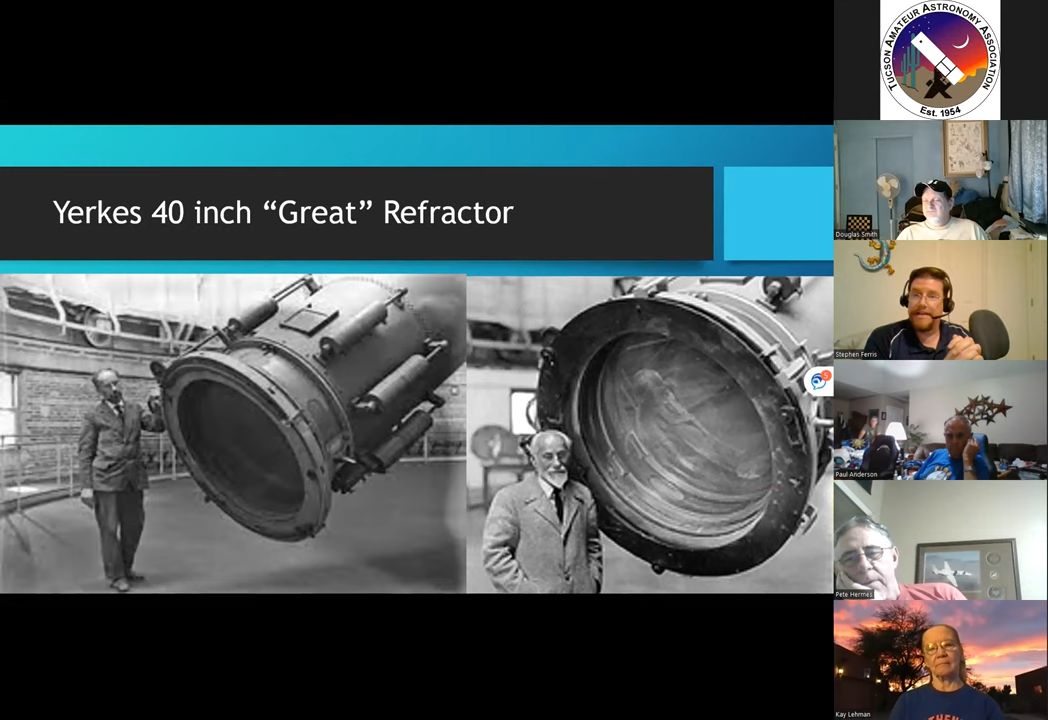 Yerkes 40 inch “Great” Refractor
5
TUCSON AMATEUR ASTRONOMY ASSOCIATION
Est. 1954
Douglas Smith
Stephen Ferris
Paul Anderson
Pete Hermes
Kay Lehman